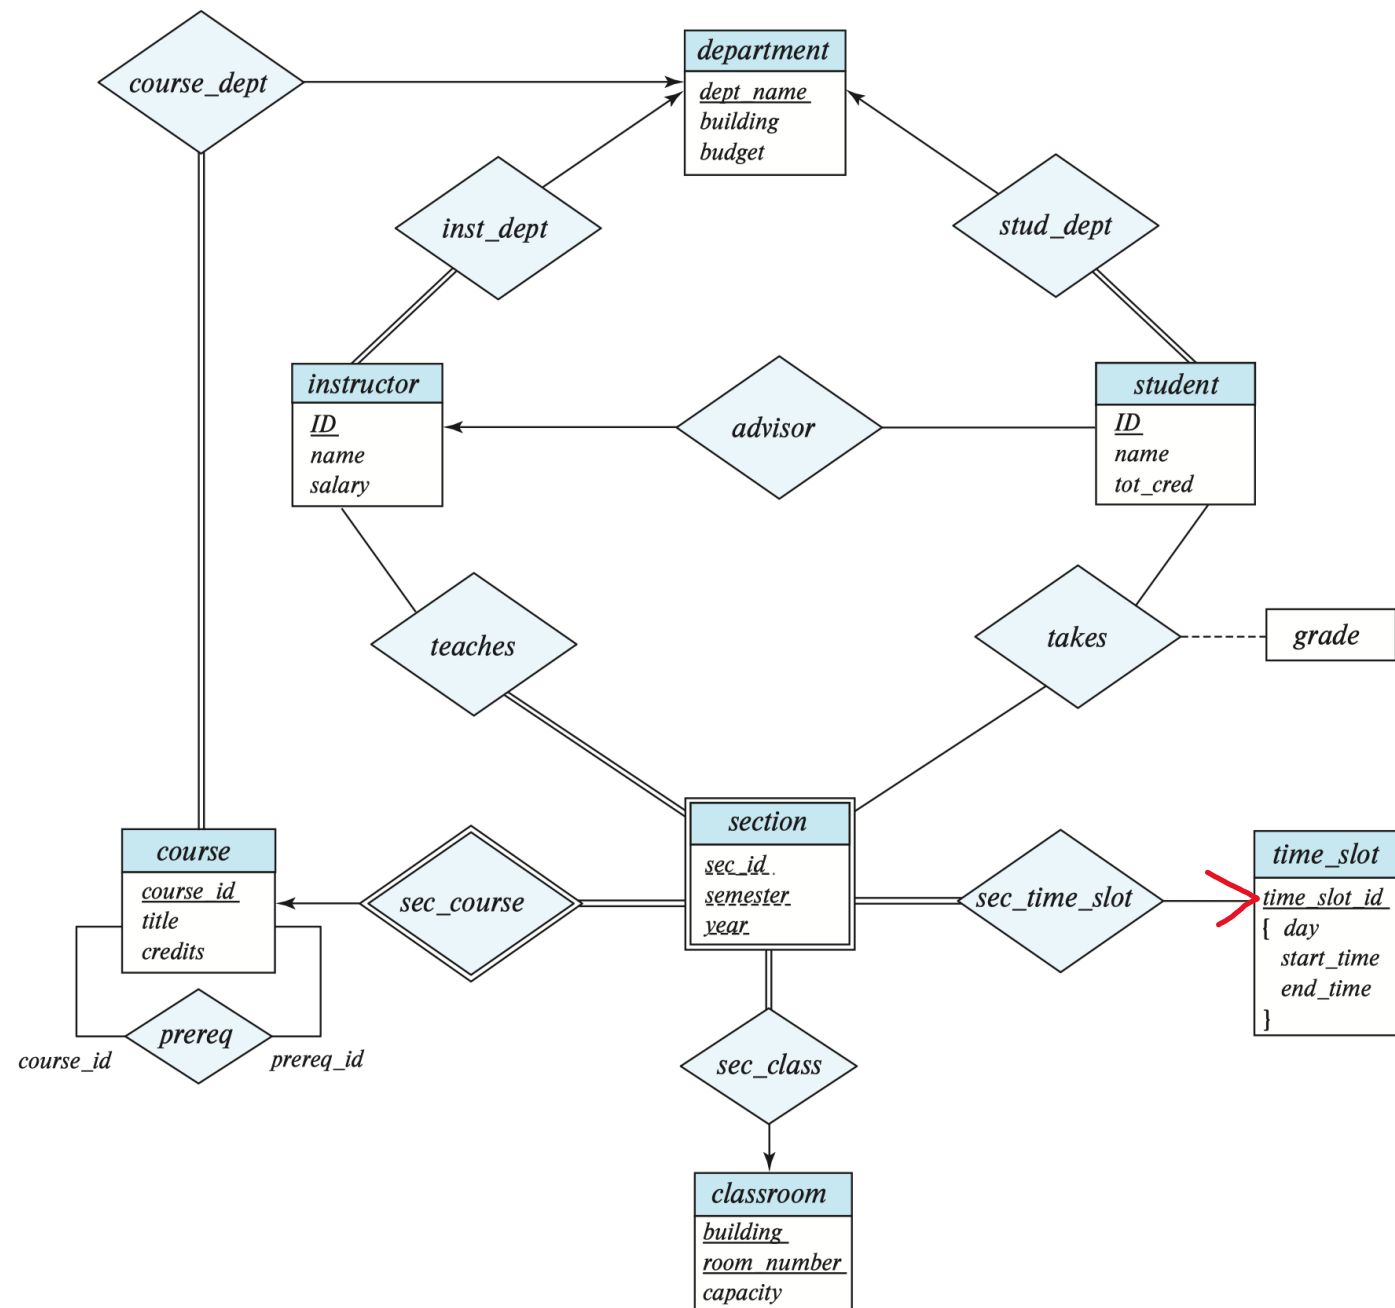 department
course_dept
dept_name
building
budget
inst_dept
stud_dept
instructor
ID
name
salary
advisor
student
ID
name
tot_cred
teaches
takes
grade
section
sec_id
semester
year
course
course_id
title
credits
sec_course
sec_time_slot
time_slot
time_slot_id
{ day
start_time
end_time
}
prereq
course_id
prereq_id
sec_class
classroom
building
room_number
capacity